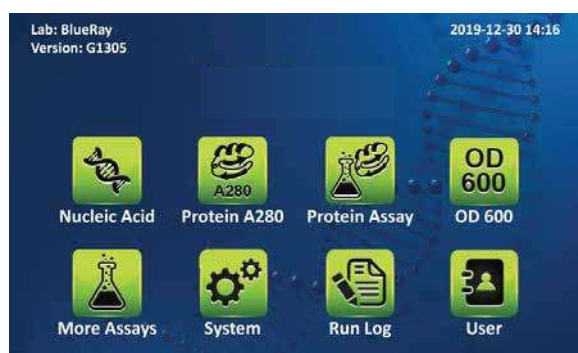 Lab: BlueRay
2019-12-30 14:16
Version: G1305
A280
OD
600
Nucleic Acid
Protein A280
Protein Assay
OD 600
More Assays
System
Run Log
User